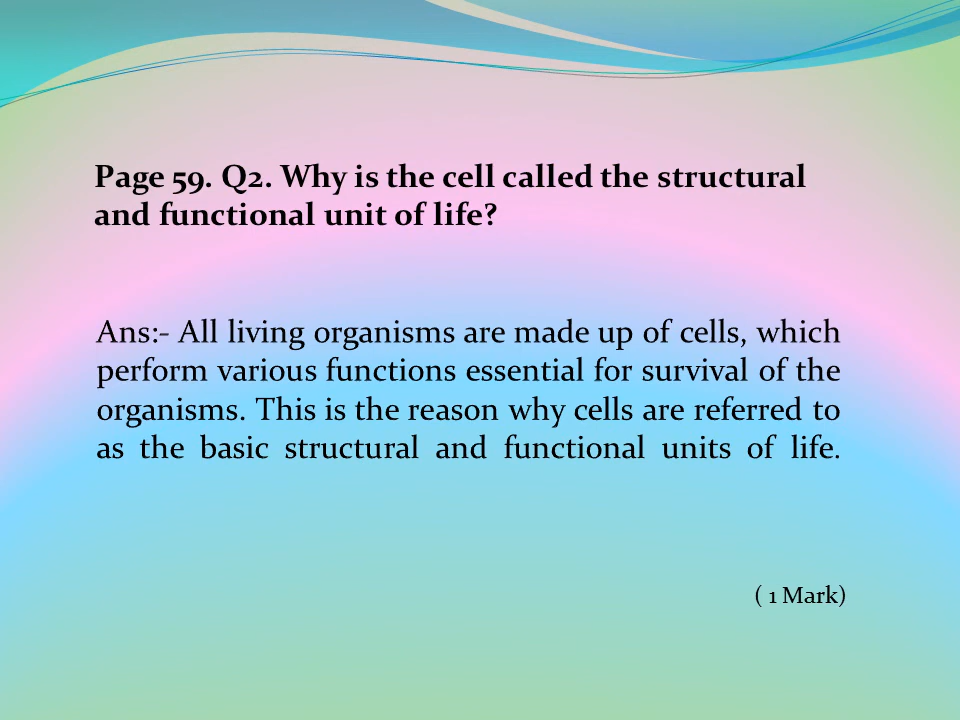 Page 59. Q2. Why is the cell called the structural
and functional unit of life?
Ans:- All living organisms are made up of cells, which
perform various functions essential for survival of the
organisms. This is the reason why cells are referred to
as the basic structural and functional units of life.
( 1 Mark)